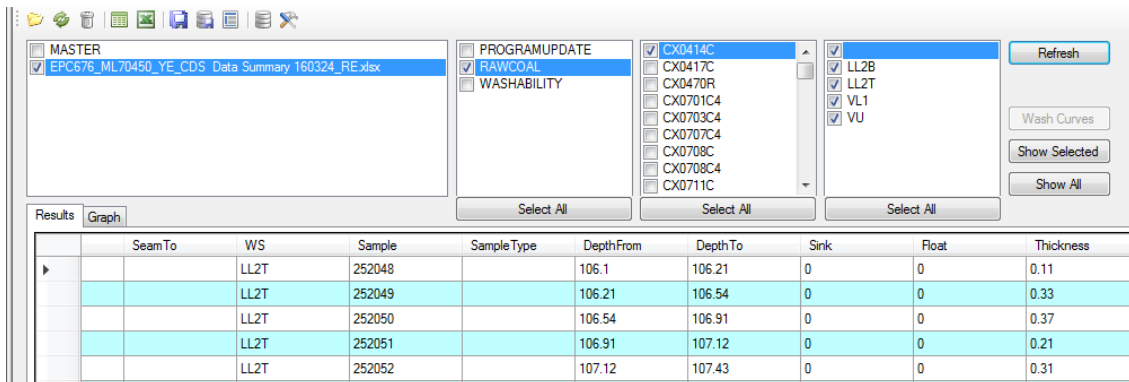 MASTER
EPC676_ML70450_YE_CDS Data Summary 160324_RE.xlsx
PROGRAMUPDATE
RAWCOAL
WASHABILITY
Select All
CX0414C
CX0417C
CX0470R
CX0701C4
CX0703C4
CX0707C4
CX0708C
CX0708C4
CX0711C
Select All
LL2B
LL2T
VL1
VU
Select All
Refresh
Wash Curves
Show Selected
Show All
Results Graph
SeamTo WS Sample SampleType DepthFrom DepthTo Sink Float Thickness
LL2T 252048 106.1 106.21 0 0 0.11
LL2T 252049 106.21 106.54 0 0 0.33
LL2T 252050 106.54 106.91 0 0 0.37
LL2T 252051 106.91 107.12 0 0 0.21
LL2T 252052 107.12 107.43 0 0 0.31